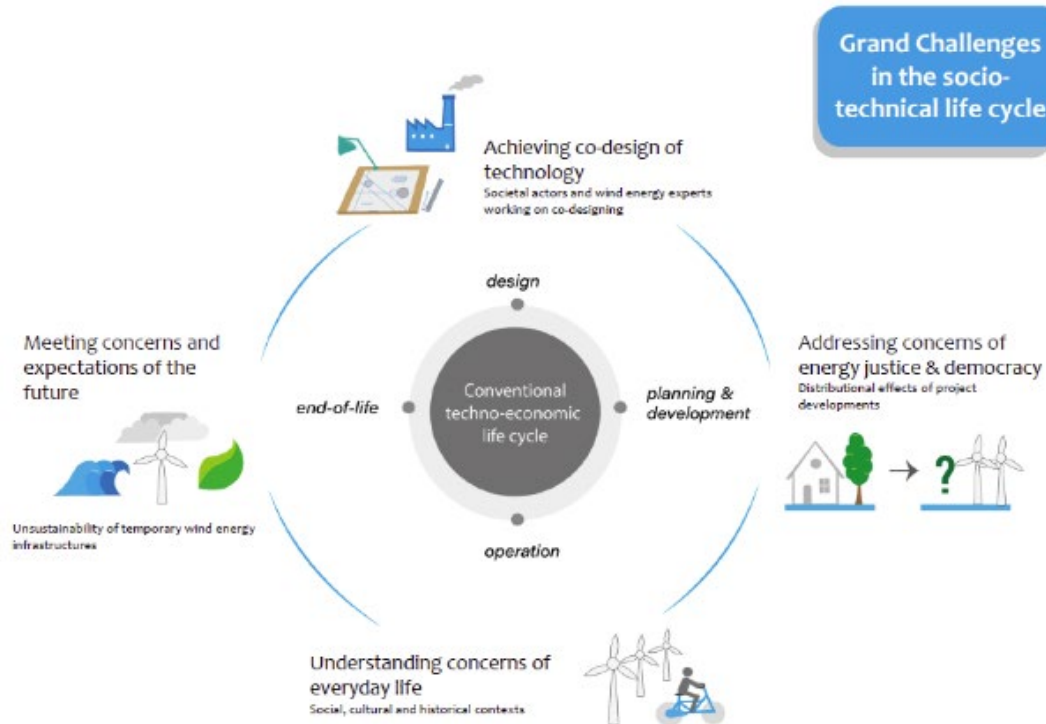 Grand Challenges
in the socio-
technical life cycle
Achieving co-design of
technology
Societal actors and wind energy experts
working on co-designing
design
Meeting concerns and
expectations of the
future
Addressing concerns of
energy justice & democracy
Distributional effects of project
developments
end-of-life
Conventional
techno-economic
life cycle
planning &
development
?
Unsustainability of temporary wind energy
infrastructures
operation
Understanding concerns of
everyday life
Social, cultural and historical contexts